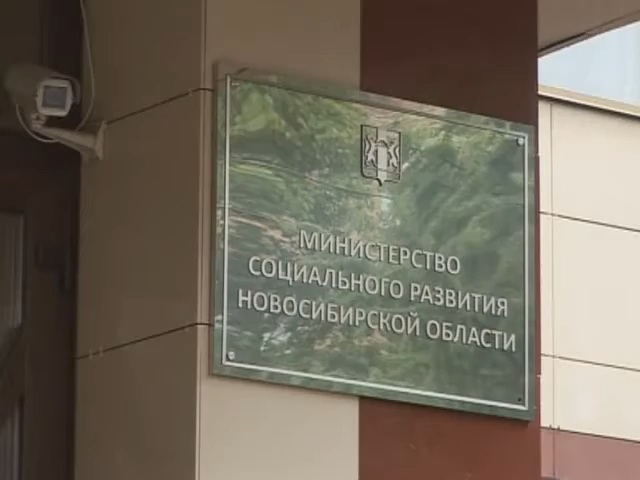 МИНИСТЕРСТВО
СОЦИАЛЬНОГО РАЗВИТИЯ
НОВОСИБИРСКОЙ ОБЛАСТИ